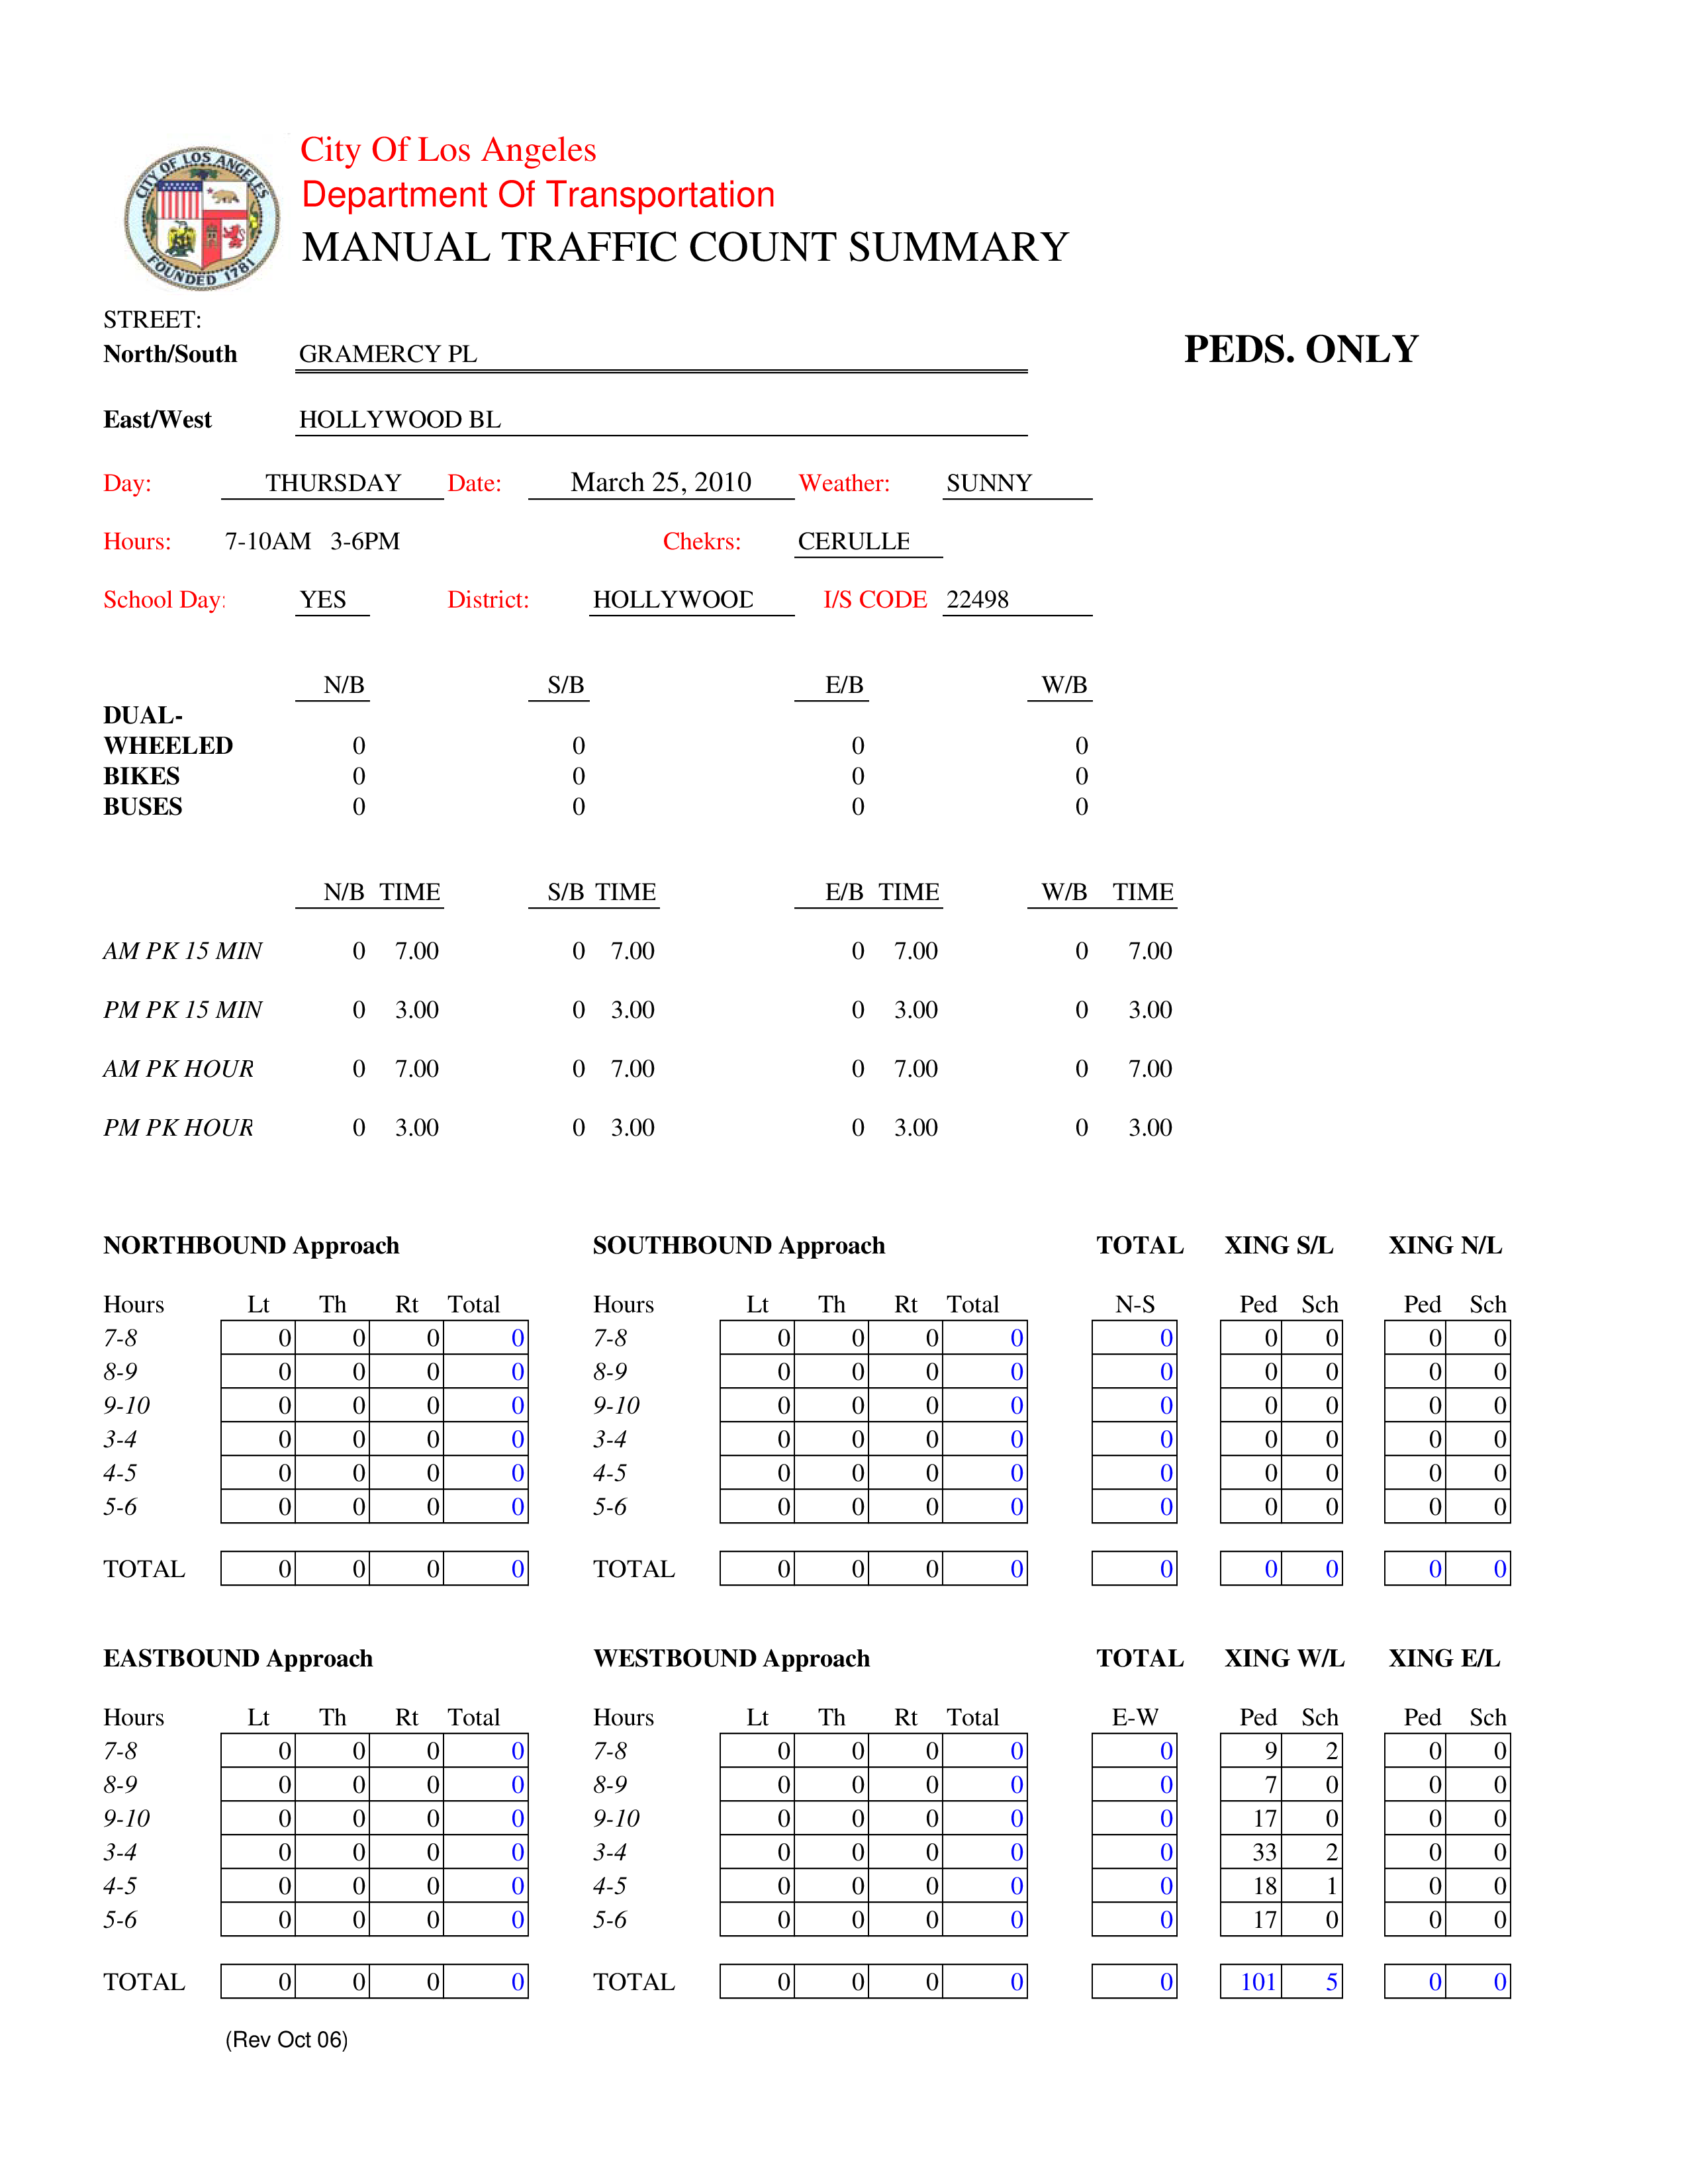 CITY OF LOS ANGELES
FOUNDED 1781
City Of Los Angeles
Department Of Transportation
MANUAL TRAFFIC COUNT SUMMARY
STREET:
North/South GRAMERCY PL PEDS. ONLY
East/West HOLLYWOOD BL
Day: THURSDAY Date: March 25, 2010 Weather: SUNNY
Hours: 7-10AM 3-6PM Chekrs: CERULLE
School Day: YES District: HOLLYWOOD I/S CODE 22498
N/B S/B E/B W/B
DUAL-
WHEELED 0 0 0 0
BIKES 0 0 0 0
BUSES 0 0 0 0
N/B TIME S/B TIME E/B TIME W/B TIME
AM PK 15 MIN 0 7.00 0 7.00 0 7.00 0 7.00
PM PK 15 MIN 0 3.00 0 3.00 0 3.00 0 3.00
AM PK HOUR 0 7.00 0 7.00 0 7.00 0 7.00
PM PK HOUR 0 3.00 0 3.00 0 3.00 0 3.00
NORTHBOUND Approach SOUTHBOUND Approach TOTAL XING S/L XING N/L
Hours Lt Th Rt Total Hours Lt Th Rt Total N-S Ped Sch Ped Sch
7-8 0 0 0 0 7-8 0 0 0 0 0 0 0 0 0
8-9 0 0 0 0 8-9 0 0 0 0 0 0 0 0 0
9-10 0 0 0 0 9-10 0 0 0 0 0 0 0 0 0
3-4 0 0 0 0 3-4 0 0 0 0 0 0 0 0 0
4-5 0 0 0 0 4-5 0 0 0 0 0 0 0 0 0
5-6 0 0 0 0 5-6 0 0 0 0 0 0 0 0 0
TOTAL 0 0 0 0 TOTAL 0 0 0 0 0 0 0 0 0
EASTBOUND Approach WESTBOUND Approach TOTAL XING W/L XING E/L
Hours Lt Th Rt Total Hours Lt Th Rt Total E-W Ped Sch Ped Sch
7-8 0 0 0 0 7-8 0 0 0 0 0 9 2 0 0
8-9 0 0 0 0 8-9 0 0 0 0 0 7 0 0 0
9-10 0 0 0 0 9-10 0 0 0 0 0 17 0 0 0
3-4 0 0 0 0 3-4 0 0 0 0 0 33 2 0 0
4-5 0 0 0 0 4-5 0 0 0 0 0 18 1 0 0
5-6 0 0 0 0 5-6 0 0 0 0 0 17 0 0 0
TOTAL 0 0 0 0 TOTAL 0 0 0 0 0 101 5 0 0
(Rev Oct 06)